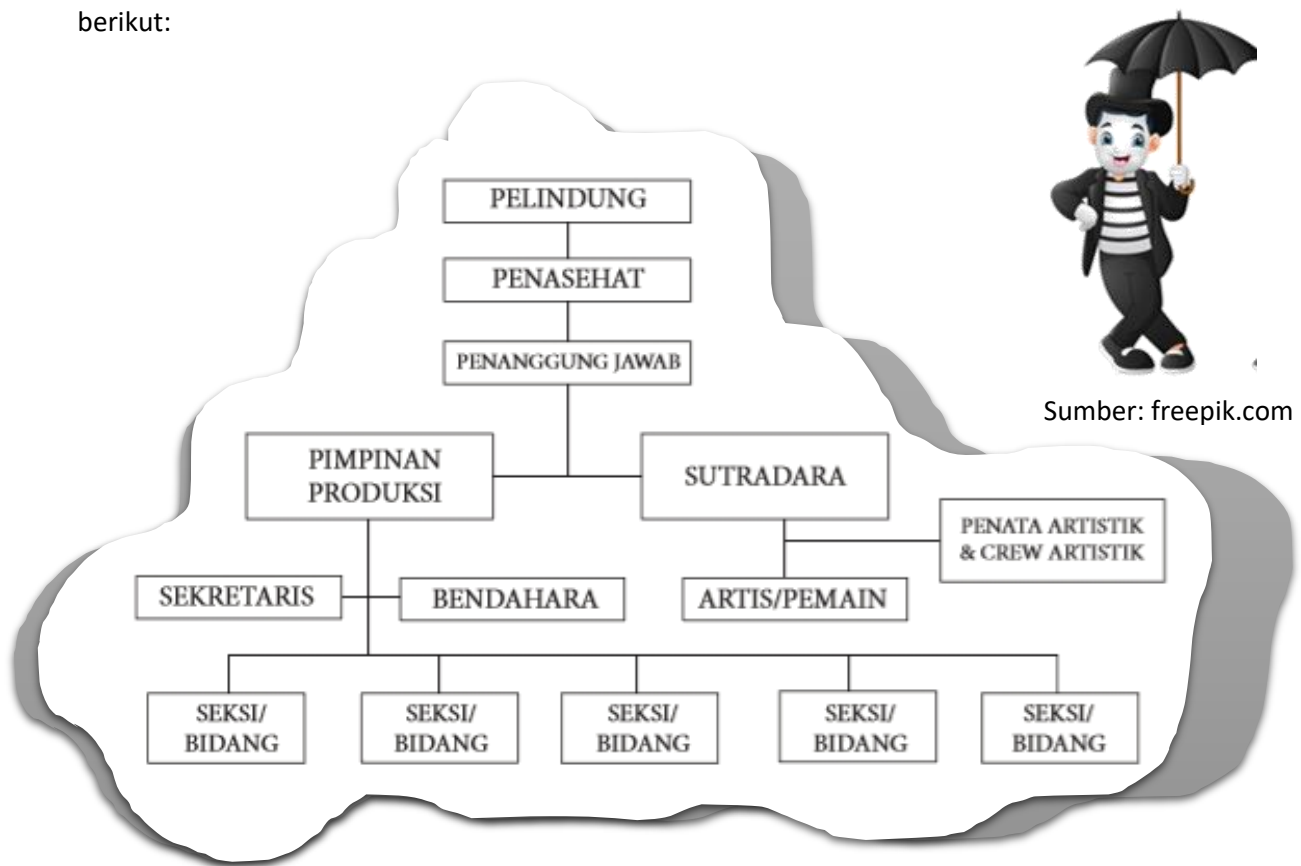 berikut:
PELINDUNG
PENASEHAT
PENANGGUNG JAWAB
Sumber: freepik.com
PIMPINAN
PRODUKSI
SUTRADARA
PENATA ARTISTIK
& CREW ARTISTIK
SEKRETARIS
BENDAHARA
ARTIS/PEMAIN
SEKSI/
BIDANG
SEKSI/
BIDANG
SEKSI/
BIDANG
SEKSI/
BIDANG
SEKSI/
BIDANG